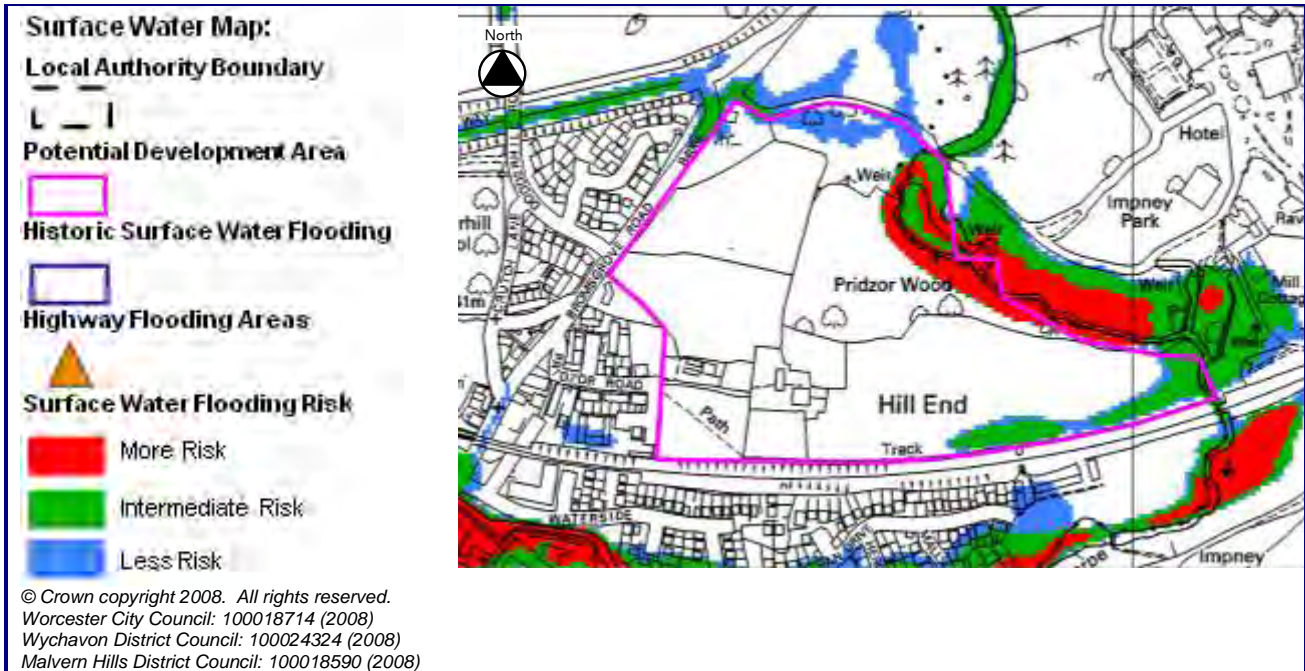 Surface Water Map:
Local Authority Boundary
Potential Development Area
Historic Surface Water Flooding
Highway Flooding Areas
Surface Water Flooding Risk
More Risk
Intermediate Risk
Less Risk
© Crown copyright 2008. All rights reserved.
Worcester City Council: 100018714 (2008)
Wychavon District Council: 100024324 (2008)
Malvern Hills District Council: 100018590 (2008)
North
Hotel
Weir
Impney
Park
Weir
BROMSGROVE ROAD
Pridzor Wood
Weir
Mill
ROAD
Hill End
Path
Track
WATERSIDE
Impney